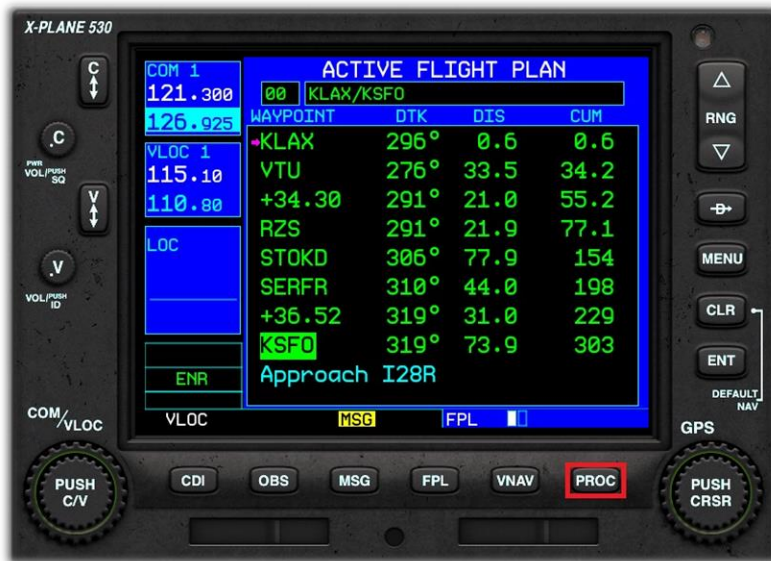 X-PLANE 530
C
.C
PWR
VOL/PUSH
SQ
V
.V
VOL/PUSH
ID
COM/VLOC
PUSH
C/V
COM 1
121.300
126.925
VLOC 1
115.10
110.80
LOC
ENR
VLOC
ACTIVE FLIGHT PLAN
00 KLAX/KSFO
WAYPOINT DTK DIS CUM
KLAX 296° 0.6 0.6
VTU 276° 33.5 34.2
+34.30 291° 21.0 55.2
RZS 291° 21.9 77.1
STOKD 306° 77.9 154
SERFR 310° 44.0 198
+36.52 319° 31.0 229
KSFO 319° 73.9 303
Approach I28R
MSG
FPL
RNG
D
MENU
CLR
ENT
DEFAULT
NAV
GPS
PUSH
CRSR
CDI OBS MSG FPL VNAV PROC